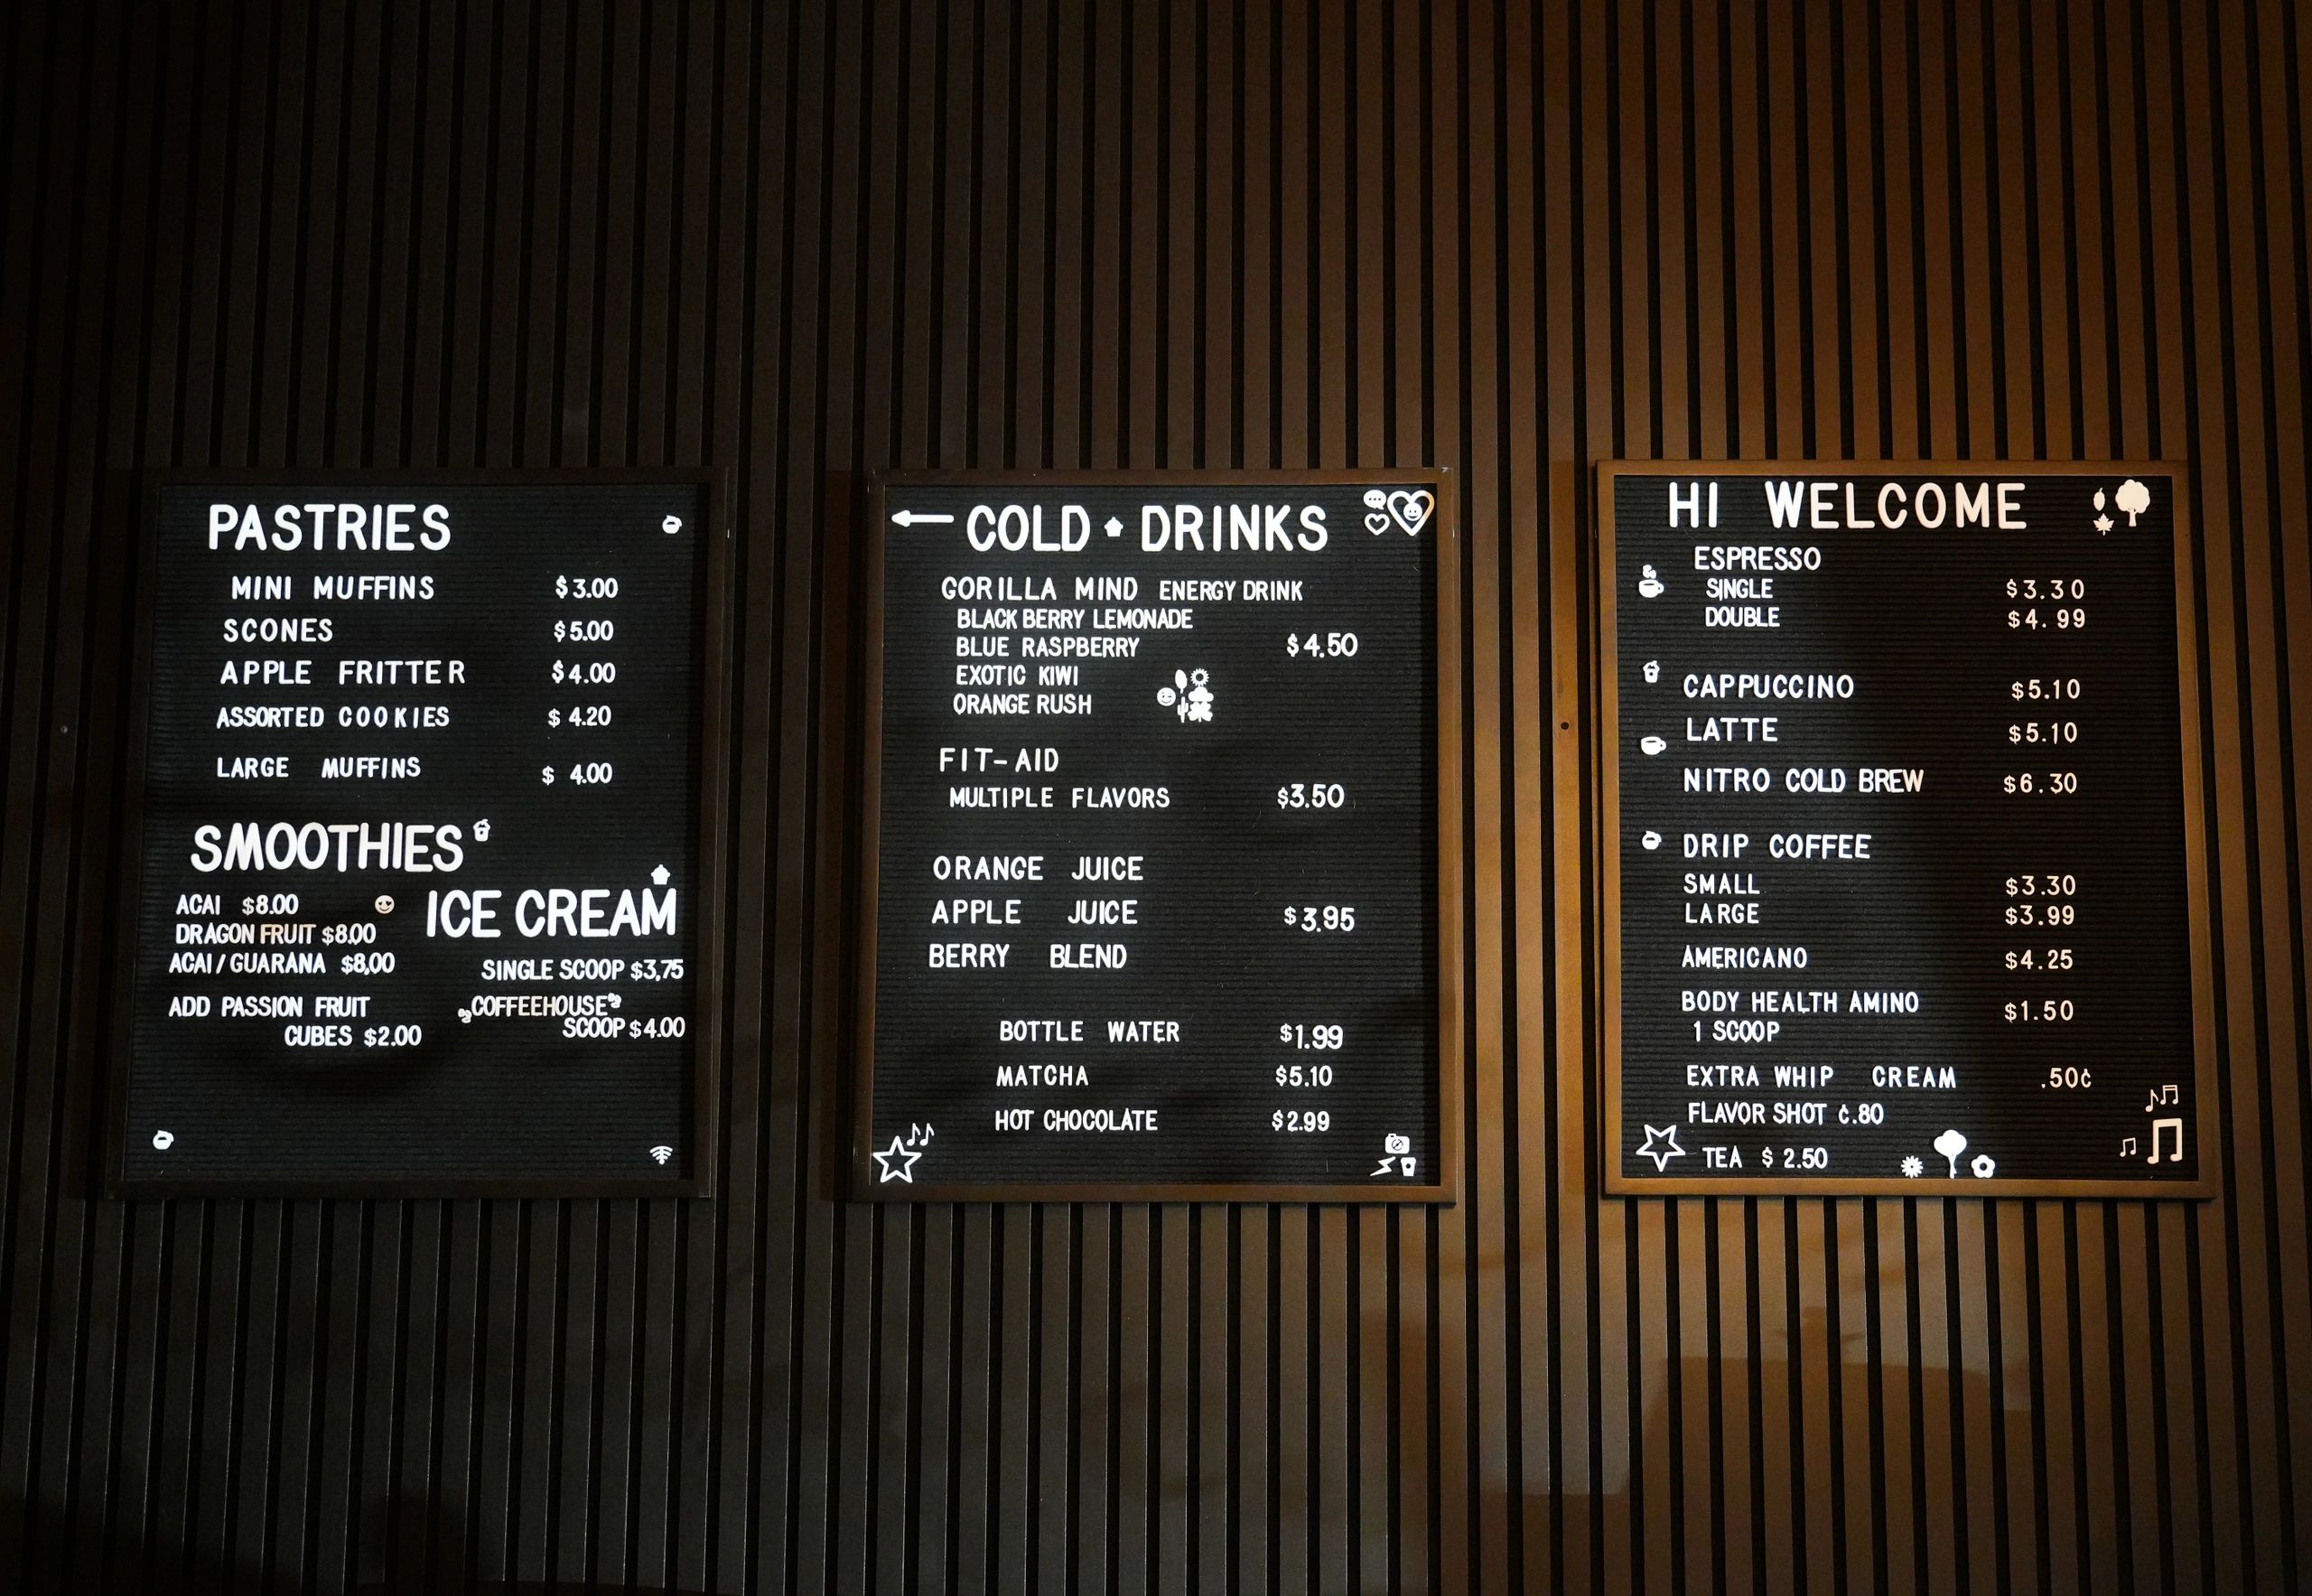 PASTRIES
MINI MUFFINS $3.00
SCONES $5.00
APPLE FRITTER $4.00
ASSORTED COOKIES $4.20
LARGE MUFFINS $ 4.00
SMOOTHIES
ACAI $8.00
DRAGON FRUIT $8.00
ACAI/GUARANA $8,00
ADD PASSION FRUIT
CUBES $2.00
ICE CREAM
SINGLE SCOOP $3,75
COFFEEHOUSE
SCOOP $4.00
COLD DRINKS
GORILLA MIND ENERGY DRINK
BLACK BERRY LEMONADE
BLUE RASPBERRY $4.50
EXOTIC KIWI
ORANGE RUSH
FIT-AID
MULTIPLE FLAVORS $3.50
ORANGE JUICE
APPLE JUICE $3.95
BERRY BLEND
BOTTLE WATER $1.99
MATCHA $5.10
HOT CHOCOLATE $2.99
HI WELCOME
ESPRESSO
SINGLE $3.30
DOUBLE $4.99
CAPPUCCINO $5.10
LATTE $5.10
NITRO COLD BREW $6.30
DRIP COFFEE
SMALL $3.30
LARGE $3.99
AMERICANO $4.25
BODY HEALTH AMINO $1.50
1 SCOOP
EXTRA WHIP CREAM .50¢
FLAVOR SHOT ¢.80
TEA $ 2.50